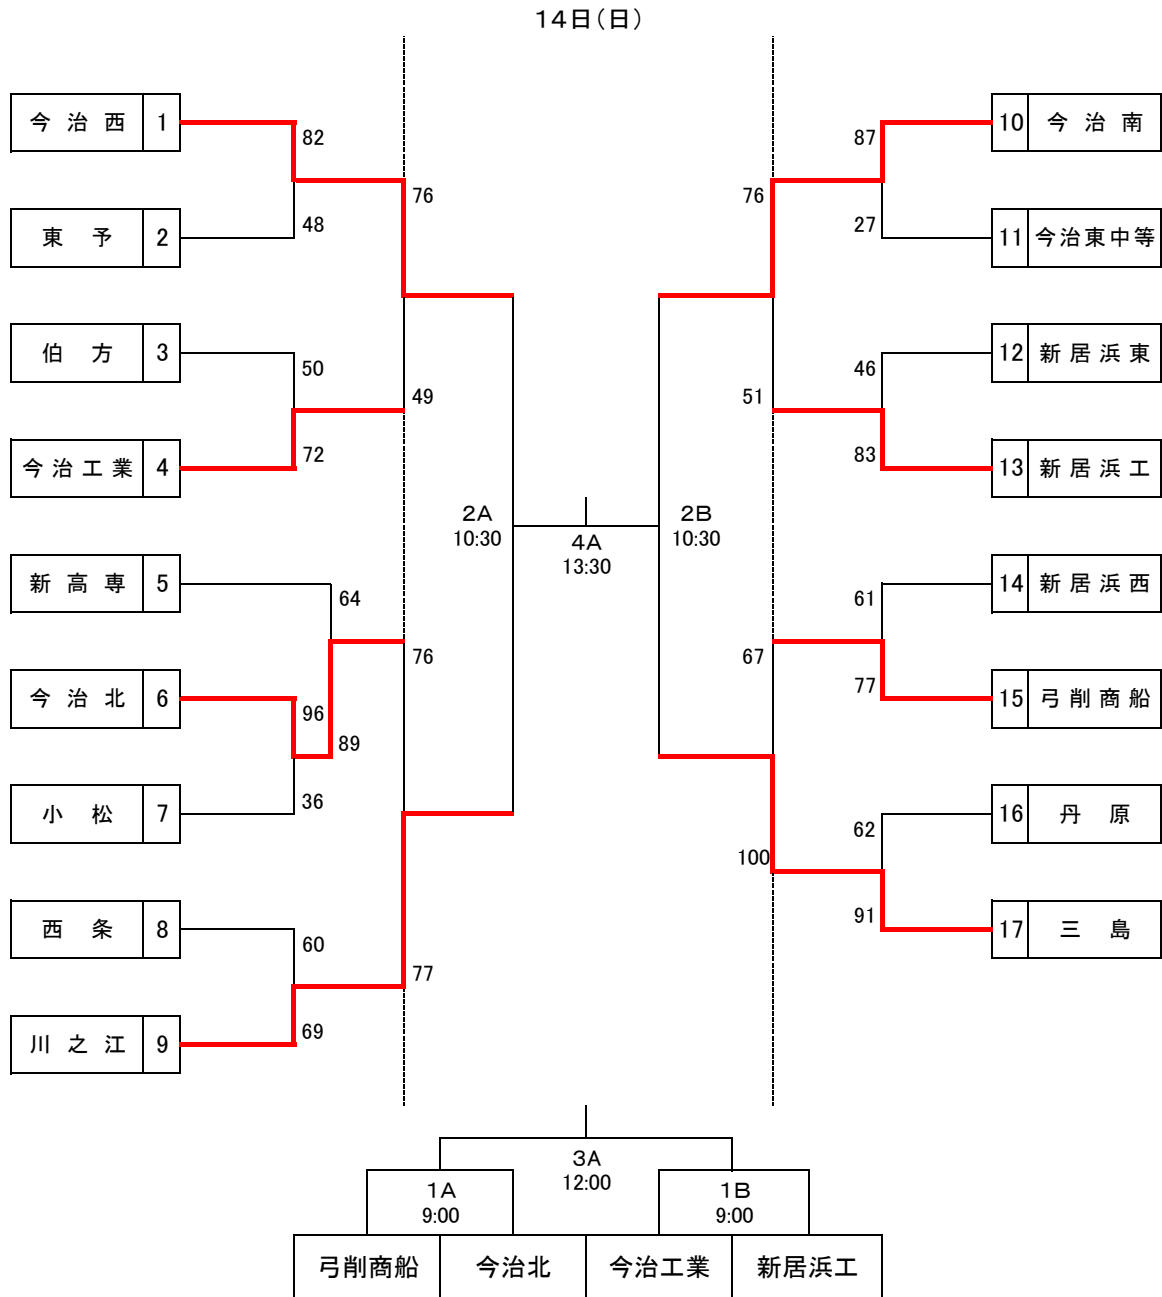 14日(日)
今治西 1
82
76
東予 2
48
伯方 3
50
49
今治工業 4
72
新高専 5
64
76
今治北 6
96
89
小松 7
36
西条 8
60
77
川之江 9
69
2A
10:30
4A
13:30
2B
10:30
10 今治南
87
76
11 今治東中等
27
12 新居浜東
46
51
13 新居浜工
83
14 新居浜西
61
67
15 弓削商船
77
16 丹原
62
100
17 三島
91
3A
12:00
1A
9:00
1B
9:00
弓削商船 今治北 今治工業 新居浜工